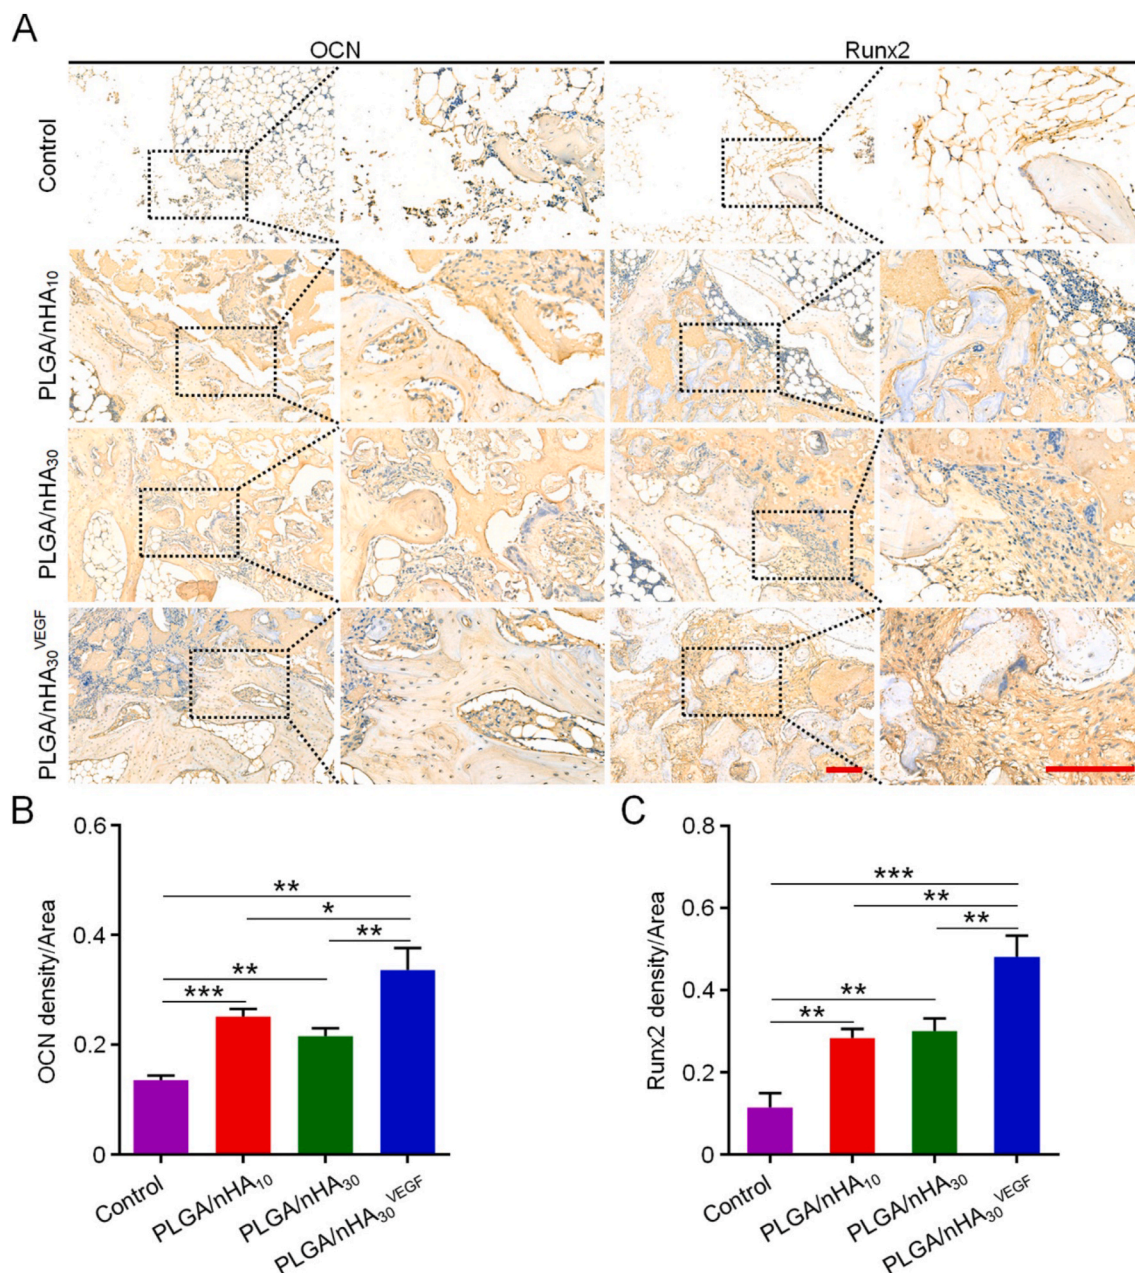 A
OCN Runx2
Control
PLGA/nHA10
PLGA/nHA30
PLGA/nHA30VEGF
B
OCN density/Area
0.6
0.4
0.2
0
**
*
**
**
***
Control
PLGA/nHA10
PLGA/nHA30
PLGA/nHA30VEGF
C
Runx2 density/Area
0.8
0.6
0.4
0.2
0
***
**
**
**
**
Control
PLGA/nHA10
PLGA/nHA30
PLGA/nHA30VEGF